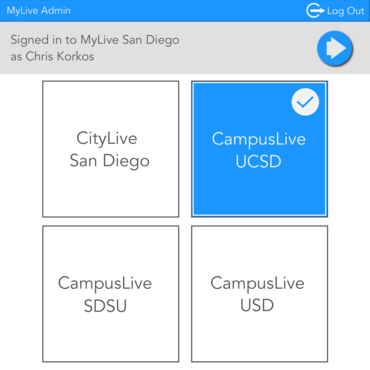 MyLive Admin
Log Out
Signed in to MyLive San Diego
as Chris Korkos
CityLive
San Diego
CampusLive
UCSD
CampusLive
SDSU
CampusLive
USD